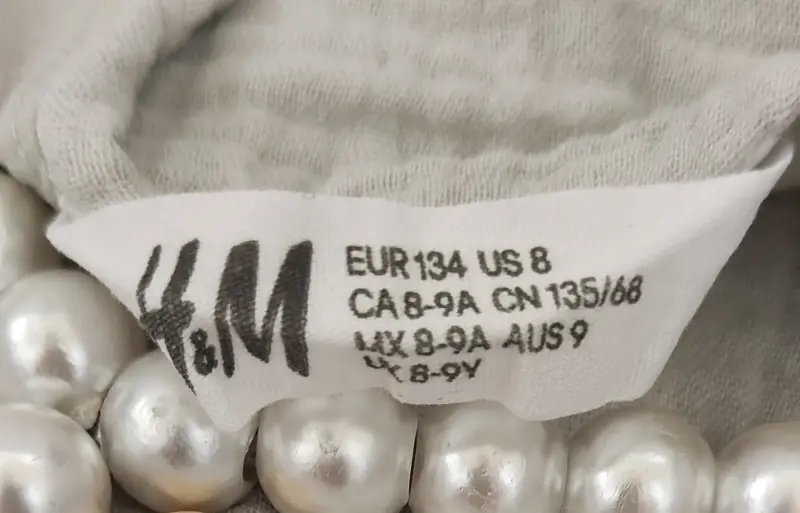 H&M
EUR 134 US 8
CA 8-9A CN 135/68
MX 8-9A AUS 9
UK 8-9Y